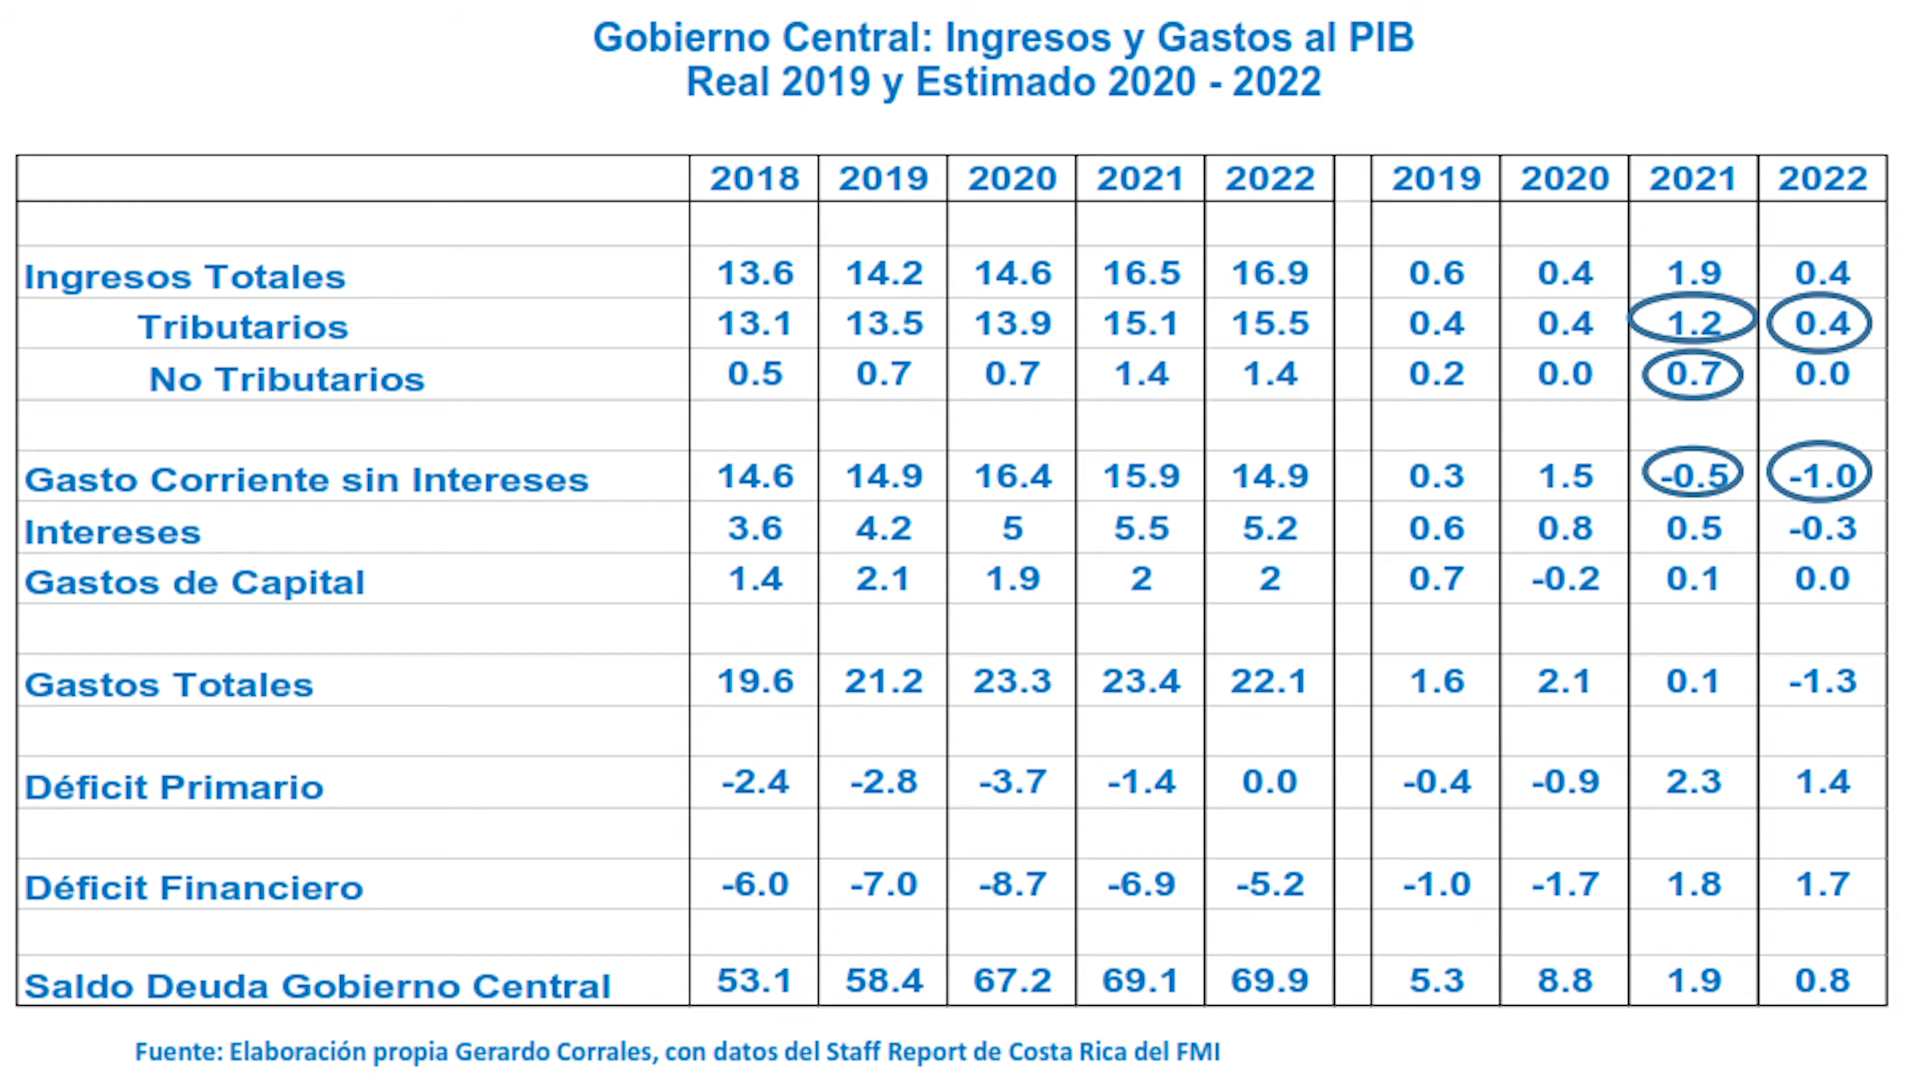 Gobierno Central: Ingresos y Gastos al PIB
Real 2019 y Estimado 2020 - 2022
2018 2019 2020 2021 2022 2019 2020 2021 2022
Ingresos Totales 13.6 14.2 14.6 16.5 16.9 0.6 0.4 1.9 0.4
Tributarios 13.1 13.5 13.9 15.1 15.5 0.4 0.4 1.2 0.4
No Tributarios 0.5 0.7 0.7 1.4 1.4 0.2 0.0 0.7 0.0
Gasto Corriente sin Intereses 14.6 14.9 16.4 15.9 14.9 0.3 1.5 -0.5 -1.0
Intereses 3.6 4.2 5 5.5 5.2 0.6 0.8 0.5 -0.3
Gastos de Capital 1.4 2.1 1.9 2 2 0.7 -0.2 0.1 0.0
Gastos Totales 19.6 21.2 23.3 23.4 22.1 1.6 2.1 0.1 -1.3
Déficit Primario -2.4 -2.8 -3.7 -1.4 0.0 -0.4 -0.9 2.3 1.4
Déficit Financiero -6.0 -7.0 -8.7 -6.9 -5.2 -1.0 -1.7 1.8 1.7
Saldo Deuda Gobierno Central 53.1 58.4 67.2 69.1 69.9 5.3 8.8 1.9 0.8
Fuente: Elaboración propia Gerardo Corrales, con datos del Staff Report de Costa Rica del FMI